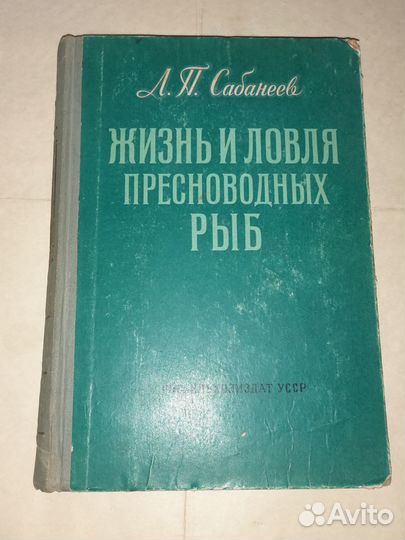 Л. П. Сабанеев
ЖИЗНЬ И ЛОВЛЯ
ПРЕСНОВОДНЫХ
РЫБ
УССР
Avito